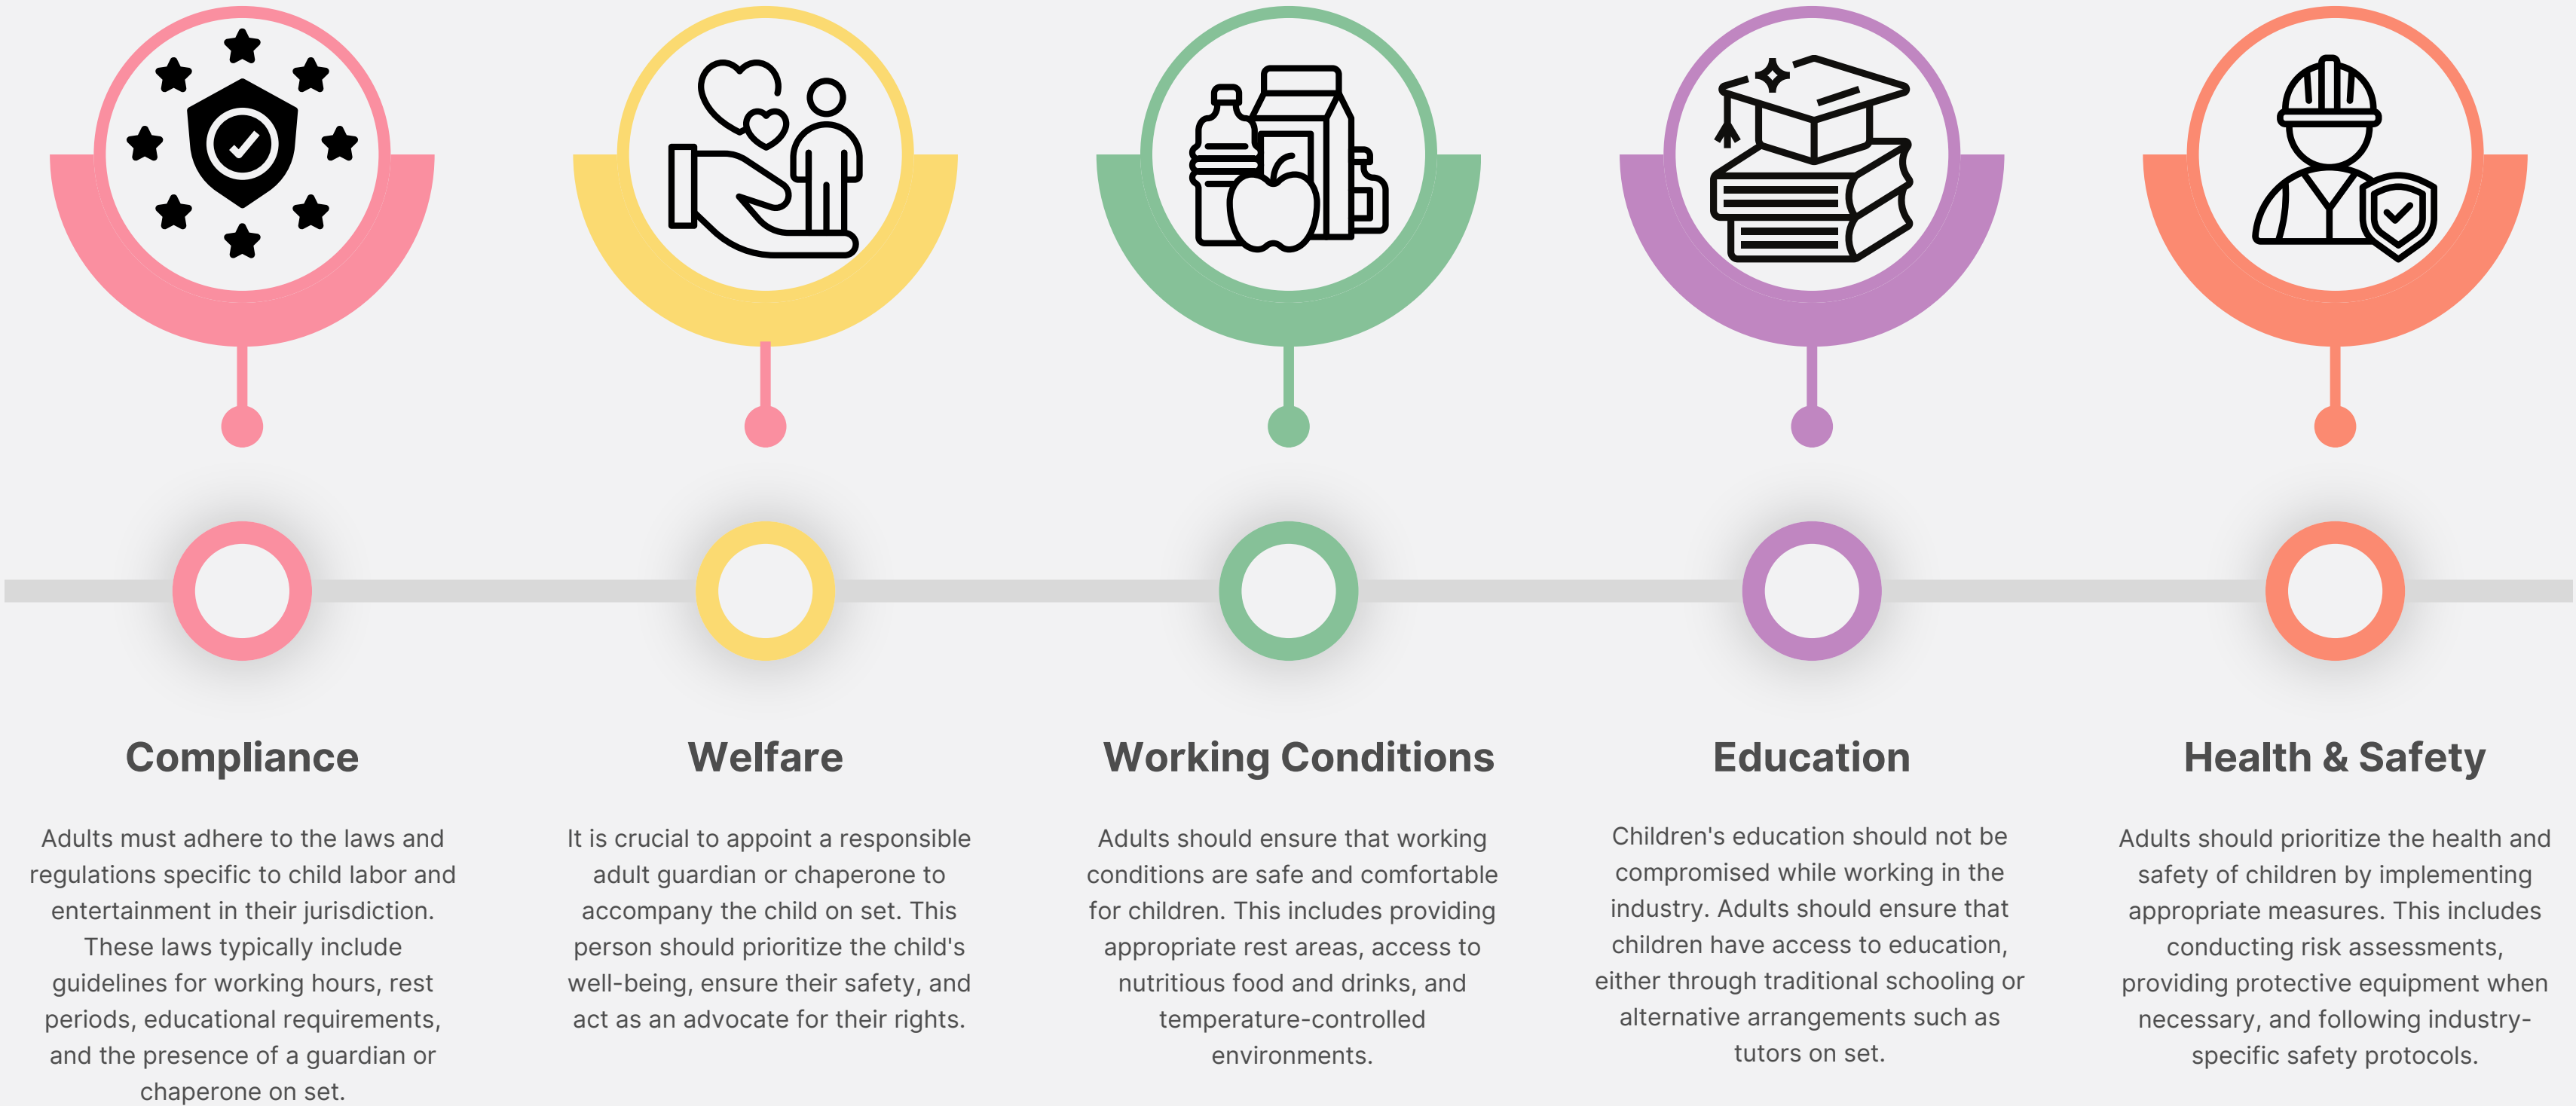 Compliance
Adults must adhere to the laws and
regulations specific to child labor and
entertainment in their jurisdiction.
These laws typically include
guidelines for working hours, rest
periods, educational requirements,
and the presence of a guardian or
chaperone on set.
Welfare
It is crucial to appoint a responsible
adult guardian or chaperone to
accompany the child on set. This
person should prioritize the child's
well-being, ensure their safety, and
act as an advocate for their rights.
Working Conditions
Adults should ensure that working
conditions are safe and comfortable
for children. This includes providing
appropriate rest areas, access to
nutritious food and drinks, and
temperature-controlled
environments.
Education
Children's education should not be
compromised while working in the
industry. Adults should ensure that
children have access to education,
either through traditional schooling or
alternative arrangements such as
tutors on set.
Health & Safety
Adults should prioritize the health and
safety of children by implementing
appropriate measures. This includes
conducting risk assessments,
providing protective equipment when
necessary, and following industry-
specific safety protocols.